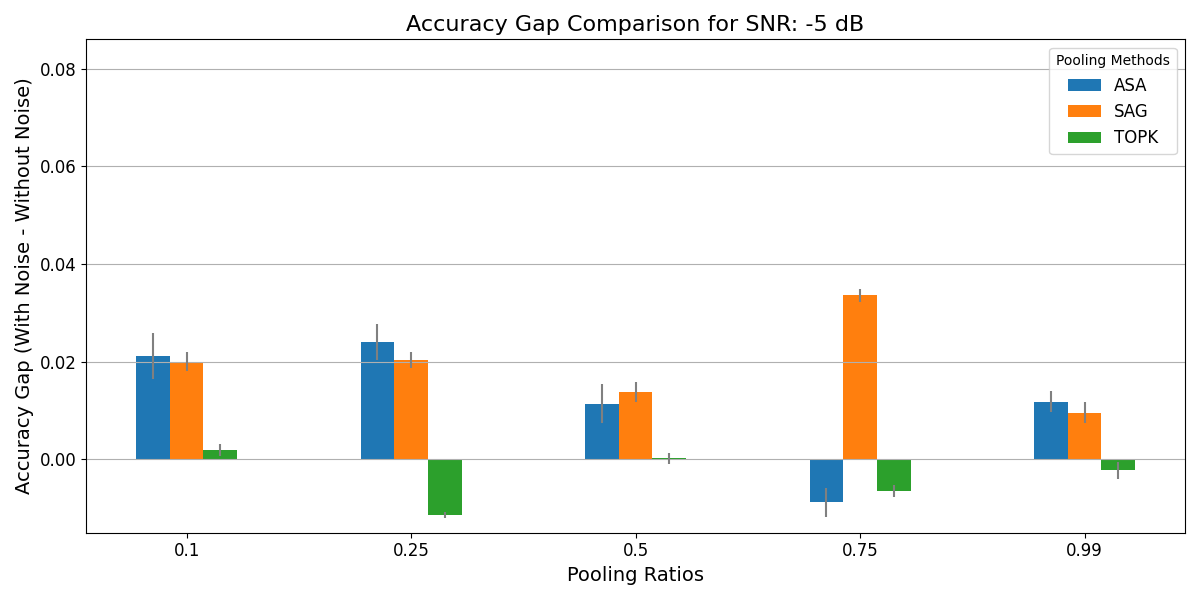 Accuracy Gap Comparison for SNR: -5 dB
Accuracy Gap (With Noise - Without Noise)
0.08
0.06
0.04
0.02
0.00
Pooling Methods
ASA
SAG
TOPK
0.1 0.25 0.5 0.75 0.99
Pooling Ratios